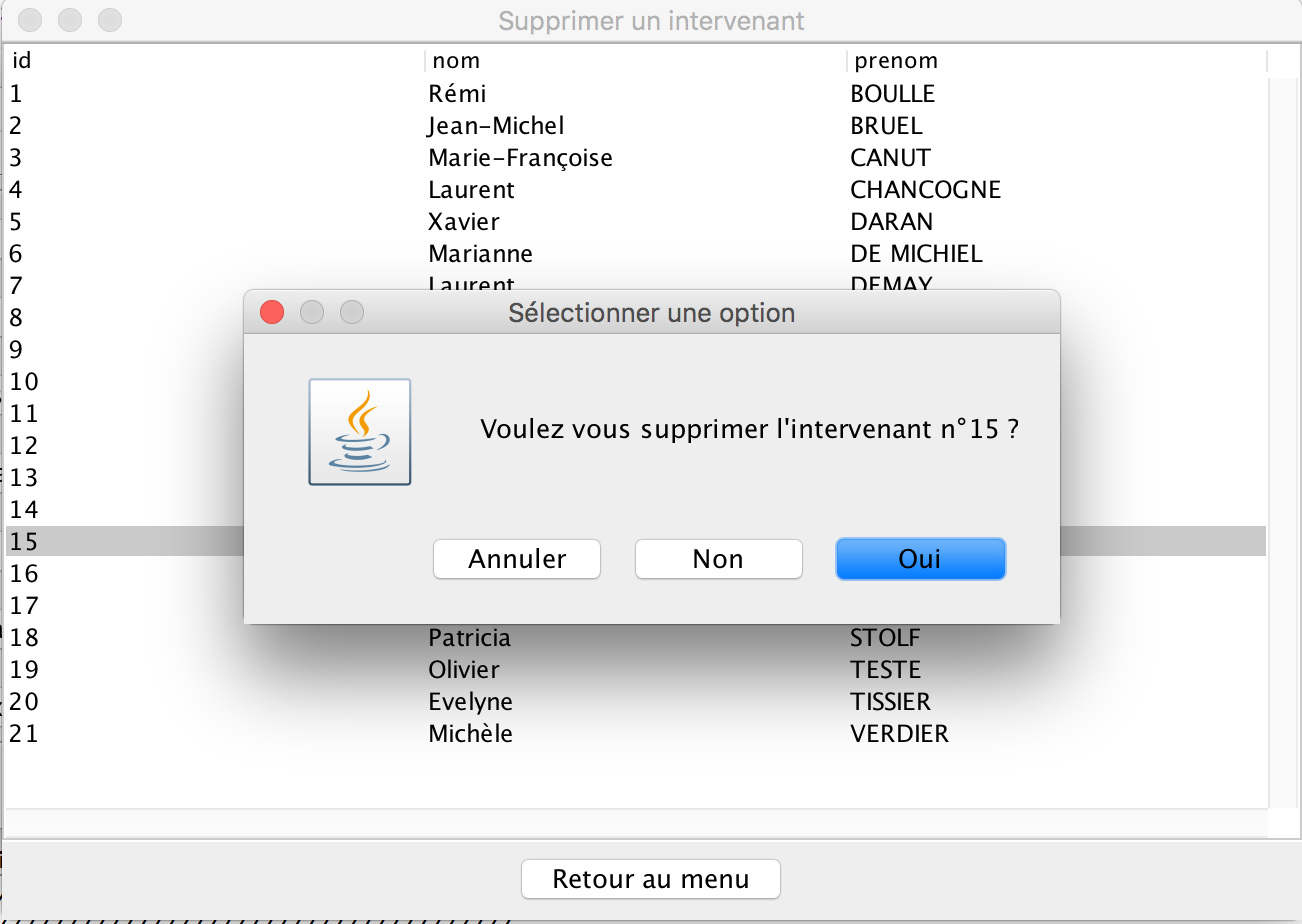 Supprimer un intervenant
id nom prenom
1 Rémi BOULLE
2 Jean-Michel BRUEL
3 Marie-Françoise CANUT
4 Laurent CHANCOGNE
5 Xavier DARAN
6 Marianne DE MICHIEL
7 Laurent DEMAY
8
9
10
11
12
13
14
15
16
17
18 Patricia STOLF
19 Olivier TESTE
20 Evelyne TISSIER
21 Michèle VERDIER
Sélectionner une option
Voulez vous supprimer l'intervenant n°15 ?
Annuler Non Oui
Retour au menu